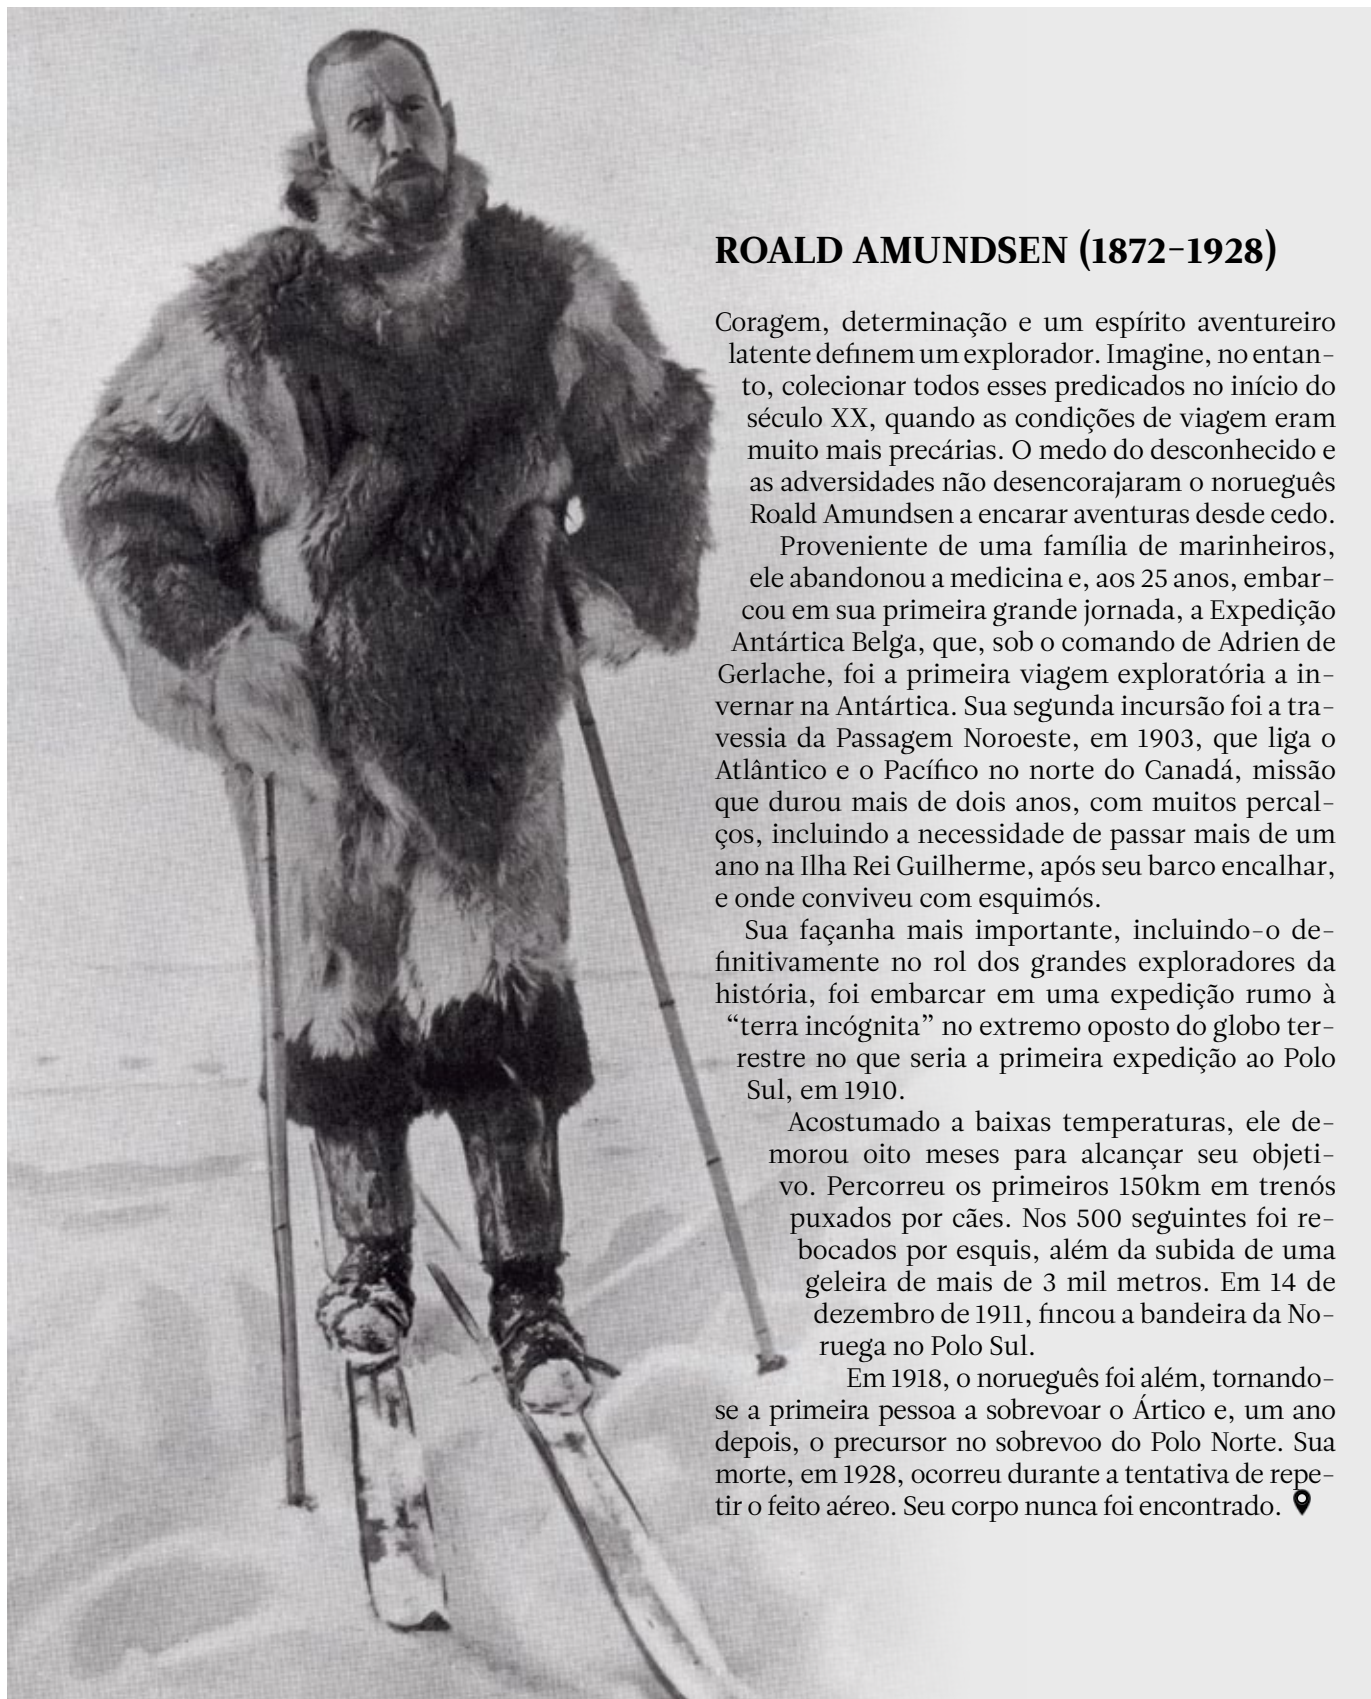 ROALD AMUNDSEN (1872–1928)
Coragem, determinação e um espírito aventureiro
latente definem um explorador. Imagine, no entan-
to, colecionar todos esses predicados no início do
século XX, quando as condições de viagem eram
muito mais precárias. O medo do desconhecido e
as adversidades não desencorajaram o norueguês
Roald Amundsen a encarar aventuras desde cedo.
Proveniente de uma família de marinheiros,
ele abandonou a medicina e, aos 25 anos, embar-
cou em sua primeira grande jornada, a Expedição
Antártica Belga, que, sob o comando de Adrien de
Gerlache, foi a primeira viagem exploratória a in-
vernar na Antártica. Sua segunda incursão foi a tra-
vessia da Passagem Noroeste, em 1903, que liga o
Atlântico e o Pacífico no norte do Canadá, missão
que durou mais de dois anos, com muitos percal-
ços, incluindo a necessidade de passar mais de um
ano na Ilha Rei Guilherme, após seu barco encalhar,
e onde conviveu com esquimós.
Sua façanha mais importante, incluindo-o de-
finitivamente no rol dos grandes exploradores da
história, foi embarcar em uma expedição rumo à
“terra incógnita” no extremo oposto do globo ter-
restre no que seria a primeira expedição ao Polo
Sul, em 1910.
Acostumado a baixas temperaturas, ele de-
morou oito meses para alcançar seu objeti-
vo. Percorreu os primeiros 150km em trenós
puxados por cães. Nos 500 seguintes foi re-
bocados por esquis, além da subida de uma
geleira de mais de 3 mil metros. Em 14 de
dezembro de 1911, fincou a bandeira da No-
ruega no Polo Sul.
Em 1918, o norueguês foi além, tornando-
se a primeira pessoa a sobrevoar o Ártico e, um ano
depois, o precursor no sobrevoo do Polo Norte. Sua
morte, em 1928, ocorreu durante a tentativa de repe-
tir o feito aéreo. Seu corpo nunca foi encontrado.